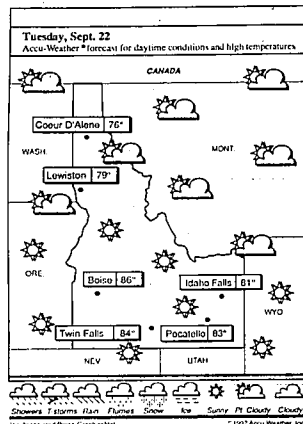 Tuesday, Sept. 22
Accu-Weather® forecast for daytime conditions and high temperatures
CANADA
Coeur D'Alene 76°
WASH.
MONT.
Lewiston 79°
ORE.
Boise 86°
Idaho Falls 81°
WYO
Twin Falls 84°
Pocatello 83°
NEV
UTAH
Showers T-storms Rain Flurries Snow Ice Sunny Pt. Cloudy Cloudy